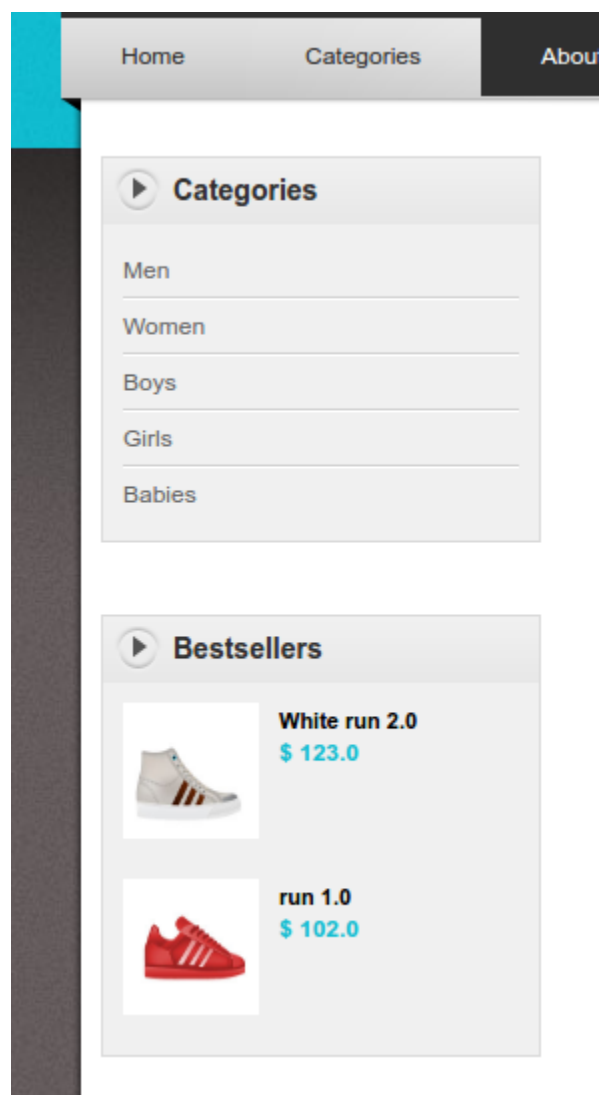 Home Categories
Categories
Men
Women
Boys
Girls
Babies
Bestsellers
White run 2.0
$ 123.0
run 1.0
$ 102.0